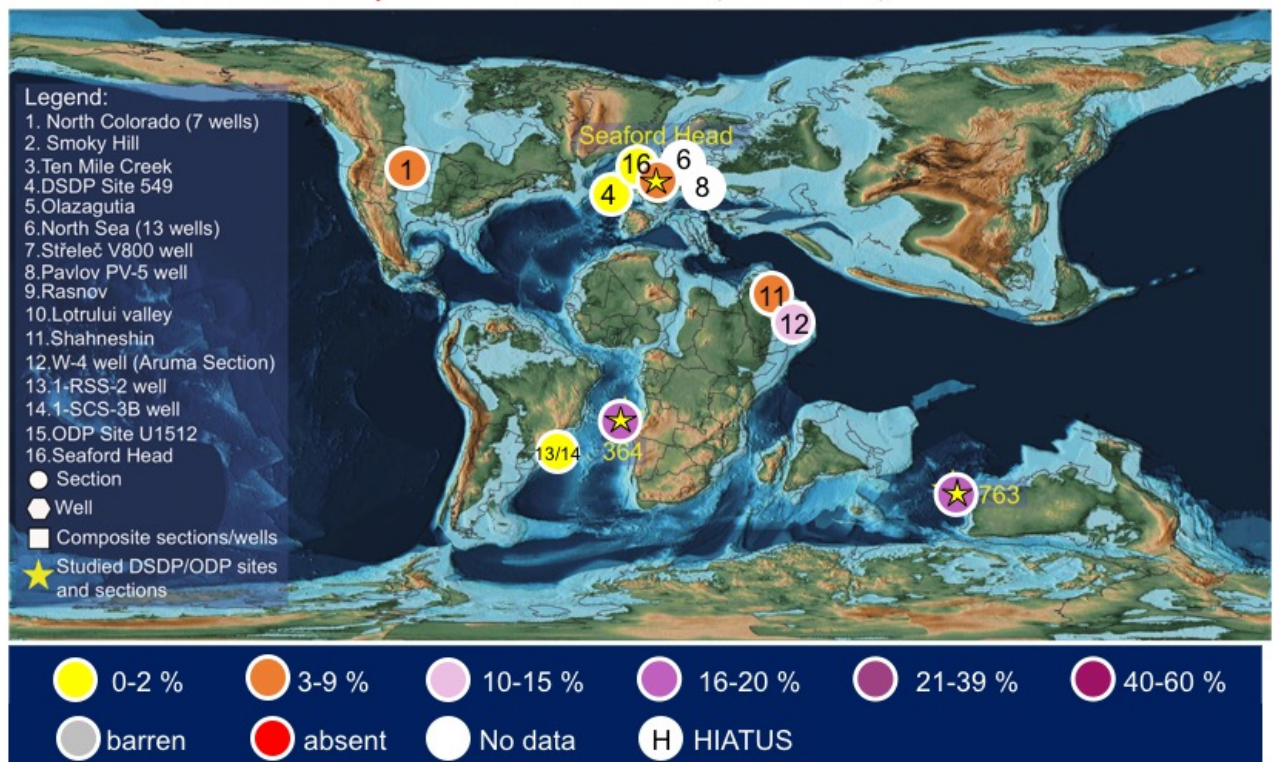 Legend:
1. North Colorado (7 wells)
2. Smoky Hill
3.Ten Mile Creek
4.DSDP Site 549
5.Olazagutia
6.North Sea (13 wells)
7.Střeleč V800 well
8.Pavlov PV-5 well
9.Rasnov
10.Lotrului valley
11.Shahneshin
12.W-4 well (Aruma Section)
13.1-RSS-2 well
14.1-SCS-3B well
15.ODP Site U1512
16.Seaford Head
Section
Well
Composite sections/wells
Studied DSDP/ODP sites
and sections
Seaford Head
1
16
6
4
8
11
12
13/14
364
763
0-2 %
3-9 %
10-15 %
16-20 %
21-39 %
40-60 %
barren
absent
No data
H HIATUS